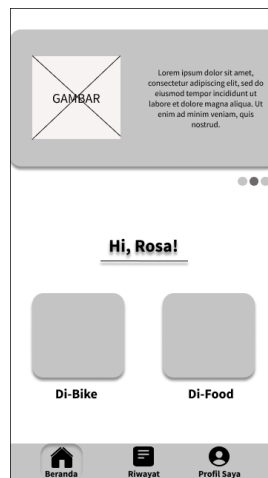 GAMBAR
Lorem ipsum dolor sit amet,
consectetur adipiscing elit, sed do
eiusmod tempor incididunt ut
labore et dolore magna aliqua. Ut
enim ad minim veniam, quis
nostrud.
Hi, Rosa!
Di-Bike
Di-Food
Beranda
Riwayat
Profil Saya